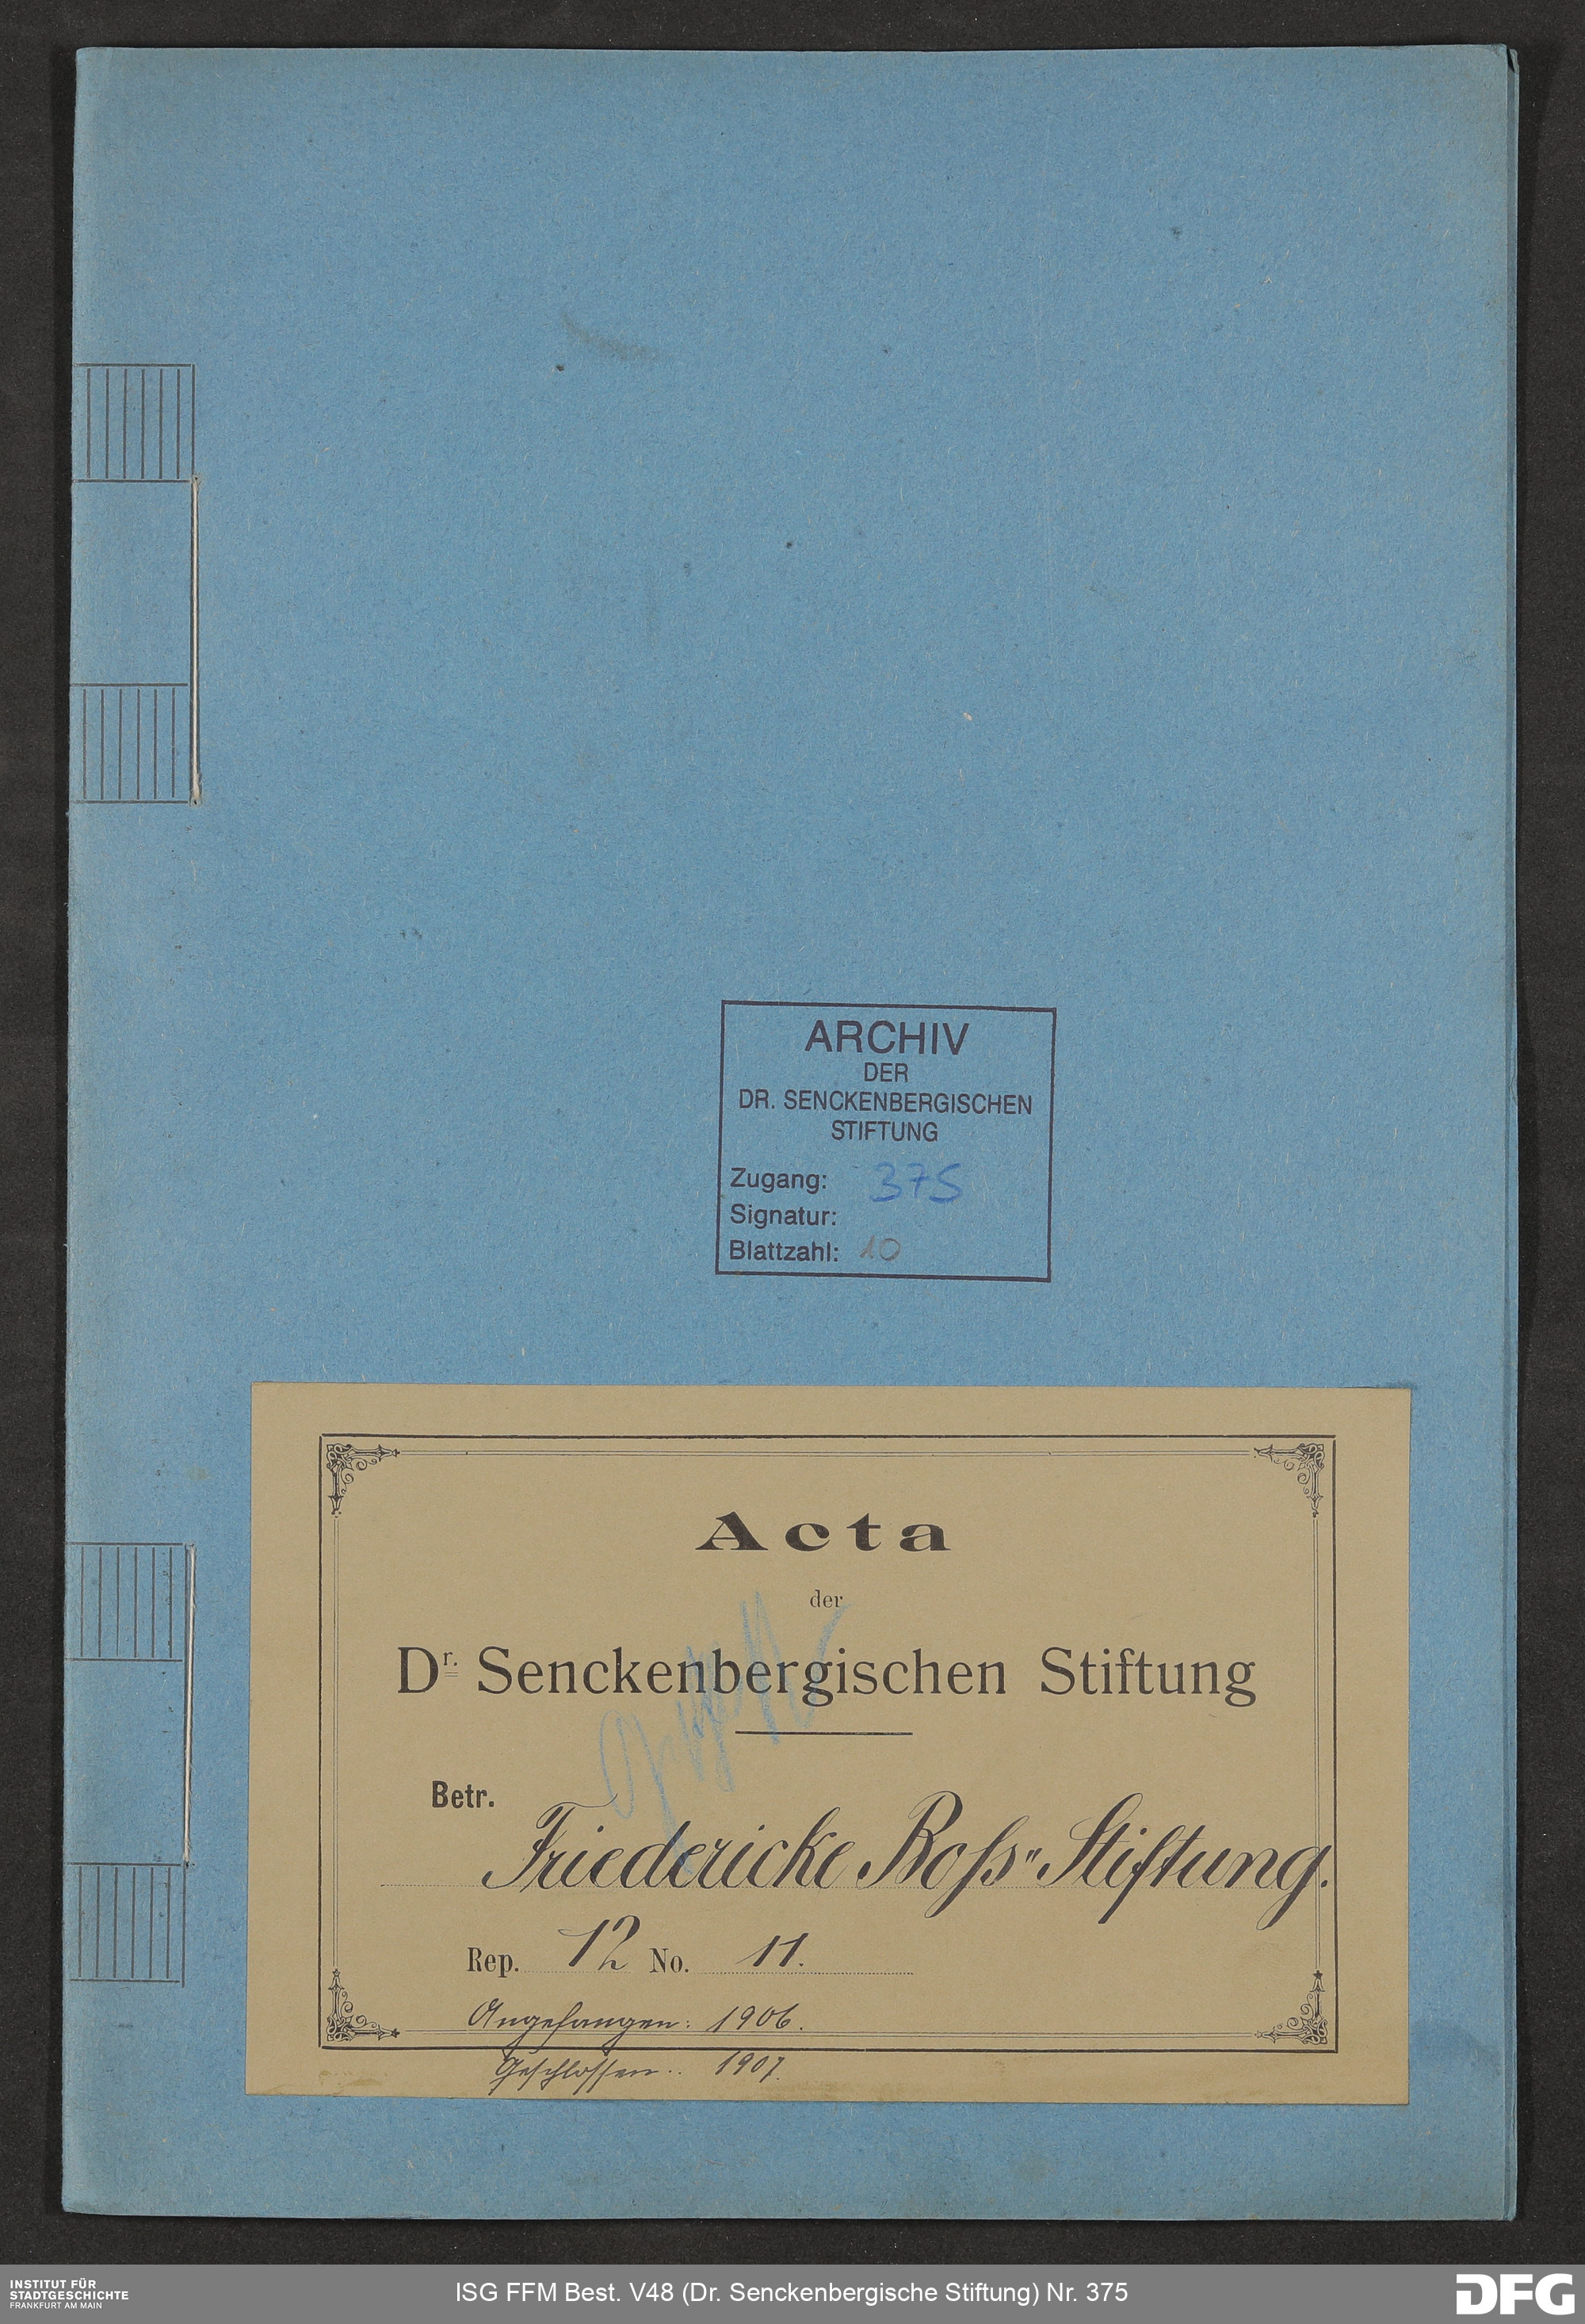 ARCHIV
DER
DR. SENCKENBERGISCHEN
STIFTUNG
Zugang: 375
Signatur:
Blattzahl: 10
Acta
der
Dr. Senckenbergischen Stiftung
Betr.
Friedericke Roſs" Stiftung.
Rep. 12 No. 11.
Angefangen: 1906.
Geschlossen: 1907.
INSTITUT FÜR
STADTGESCHICHTE
FRANKFURT AM MAIN
ISG FFM Best. V48 (Dr. Senckenbergische Stiftung) Nr. 375
DFG